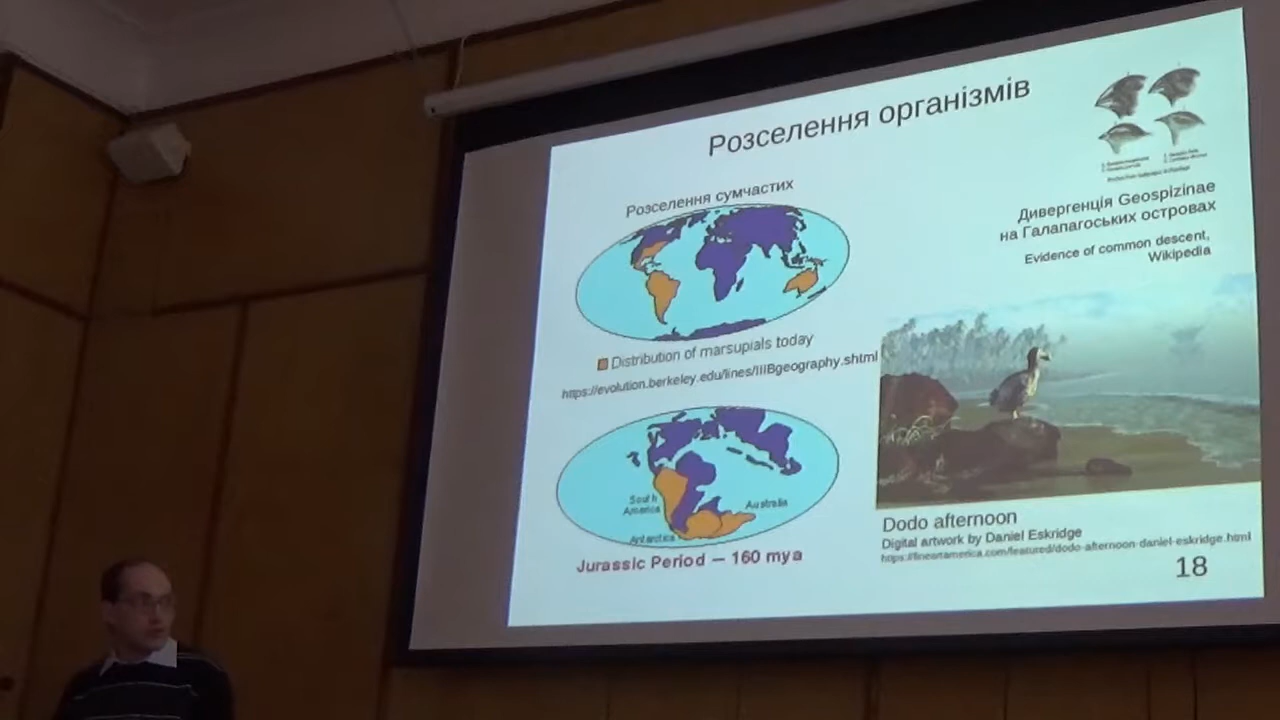 Розселення організмів
Розселення сумчастих
Дивергенція Geospizinae
на Галапагоських островах
Evidence of common descent,
Wikipedia
Distribution of marsupials today
https://evolution.berkeley.edu/lines/IIIBgeography.shtml
South
America
Australia
Antarctica
Jurassic Period — 160 mya
Dodo afternoon
Digital artwork by Daniel Eskridge
https://fineartamerica.com/featured/dodo-afternoon-daniel-eskridge.html
18